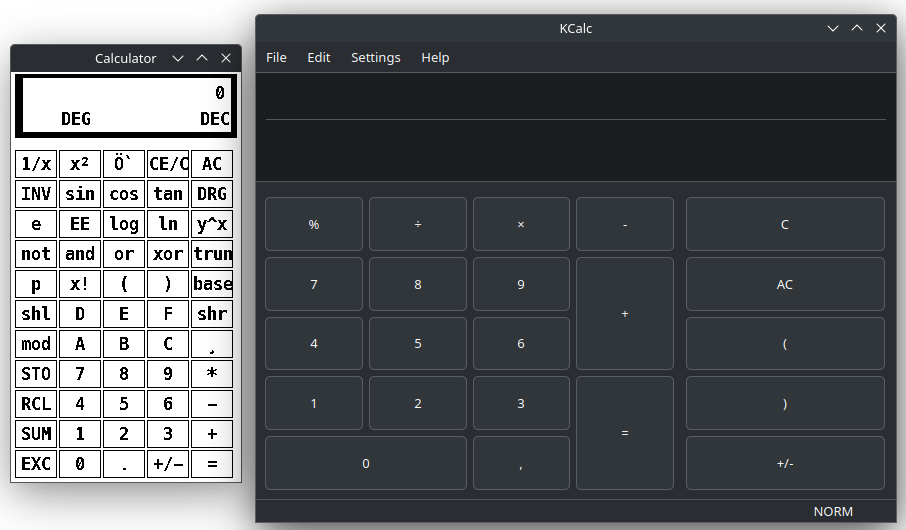 Calculator
0
DEG DEC
1/x x² Ö` CE/C AC
INV sin cos tan DRG
e EE log ln y^x
not and or xor trun
p x! ( ) base
shl D E F shr
mod A B C ¸
STO 7 8 9 *
RCL 4 5 6 −
SUM 1 2 3 +
EXC 0 . +/− =
KCalc
File Edit Settings Help
% ÷ × - C
7 8 9 AC
+
4 5 6 (
1 2 3 )
=
0 , +/-
NORM